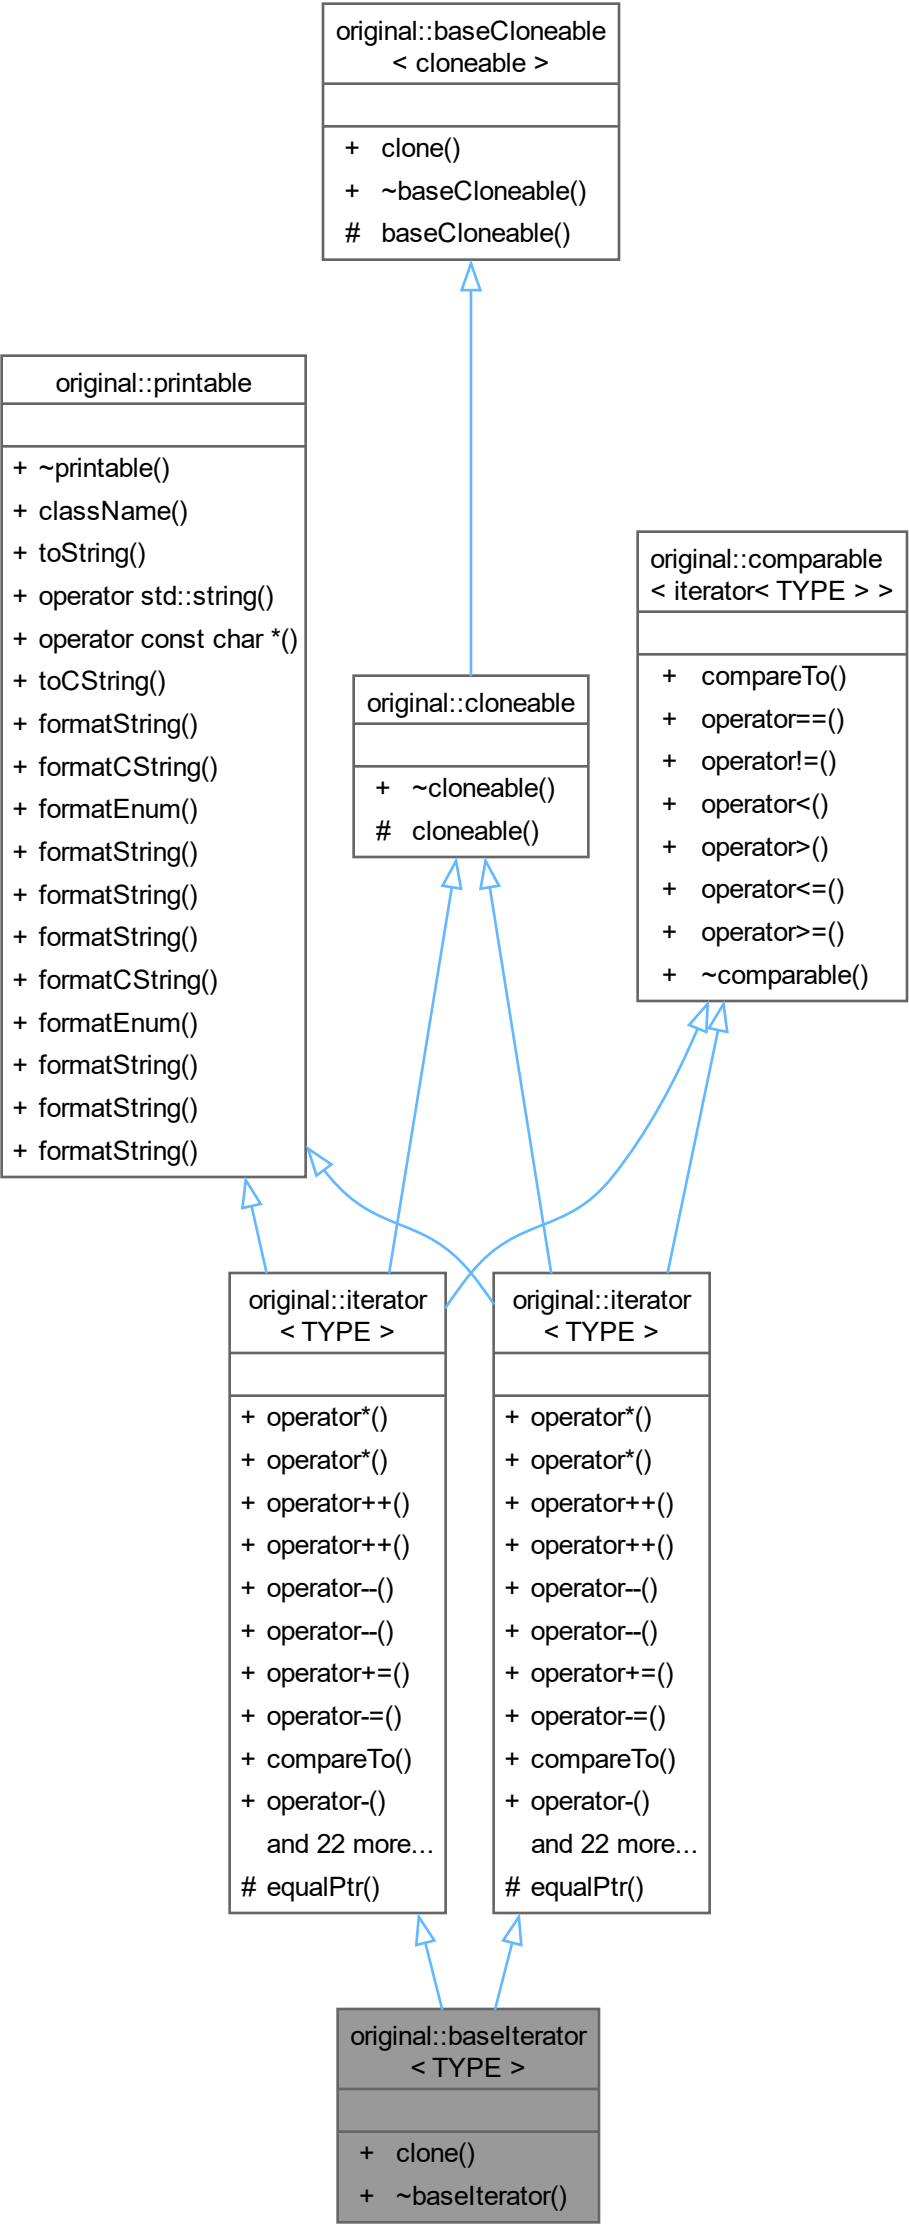 original::baseCloneable
< cloneable >
+ clone()
+ ~baseCloneable()
# baseCloneable()
original::printable
+ ~printable()
+ className()
+ toString()
+ operator std::string()
+ operator const char *()
+ toCString()
+ formatString()
+ formatCString()
+ formatEnum()
+ formatString()
+ formatString()
+ formatString()
+ formatCString()
+ formatEnum()
+ formatString()
+ formatString()
+ formatString()
original::cloneable
+ ~cloneable()
# cloneable()
original::comparable
< iterator< TYPE > >
+ compareTo()
+ operator==()
+ operator!=()
+ operator<()
+ operator>()
+ operator<=()
+ operator>=()
+ ~comparable()
original::iterator
< TYPE >
+ operator*()
+ operator*()
+ operator++()
+ operator++()
+ operator--()
+ operator--()
+ operator+=()
+ operator-=()
+ compareTo()
+ operator-()
and 22 more...
# equalPtr()
original::iterator
< TYPE >
+ operator*()
+ operator*()
+ operator++()
+ operator++()
+ operator--()
+ operator--()
+ operator+=()
+ operator-=()
+ compareTo()
+ operator-()
and 22 more...
# equalPtr()
original::baseIterator
< TYPE >
+ clone()
+ ~baseIterator()